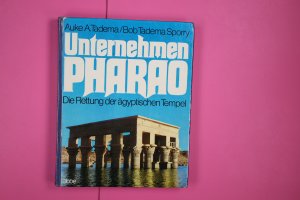 Auke A.Tadema/Bob Tadema Sporry
Unternehmen
PHARAO
Die Rettung der ägyptischen Tempel